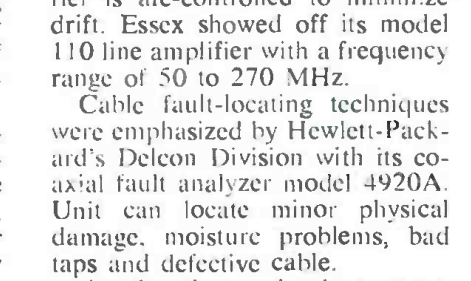 drift. Essex showed off its model
110 line amplifier with a frequency
range of 50 to 270 MHz.
Cable fault-locating techniques
were emphasized by Hewlett-Pack-
ard's Delcon Division with its co-
axial fault analyzer model 4920A.
Unit can locate minor physical
damage, moisture problems, bad
taps and defective cable.